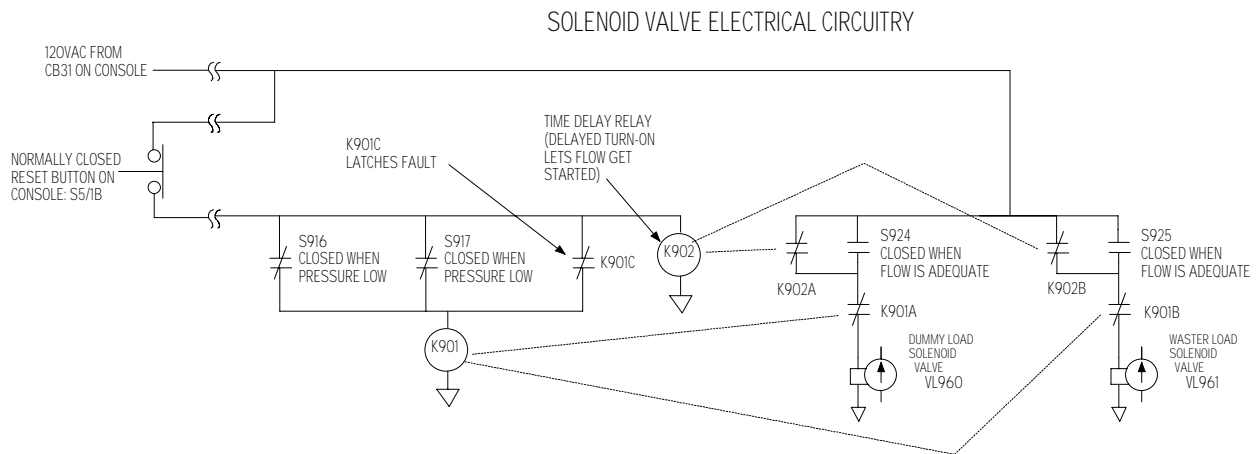 SOLENOID VALVE ELECTRICAL CIRCUITRY
120VAC FROM
CB31 ON CONSOLE
NORMALLY CLOSED
RESET BUTTON ON
CONSOLE: S5/1B
K901C
LATCHES FAULT
TIME DELAY RELAY
(DELAYED TURN-ON
LETS FLOW GET
STARTED)
S916
CLOSED WHEN
PRESSURE LOW
S917
CLOSED WHEN
PRESSURE LOW
K901C
K902
K902A
S924
CLOSED WHEN
FLOW IS ADEQUATE
K902B
S925
CLOSED WHEN
FLOW IS ADEQUATE
K901
K901A
K901B
DUMMY LOAD
SOLENOID
VALVE
VL960
WASTER LOAD
SOLENOID
VALVE
VL961